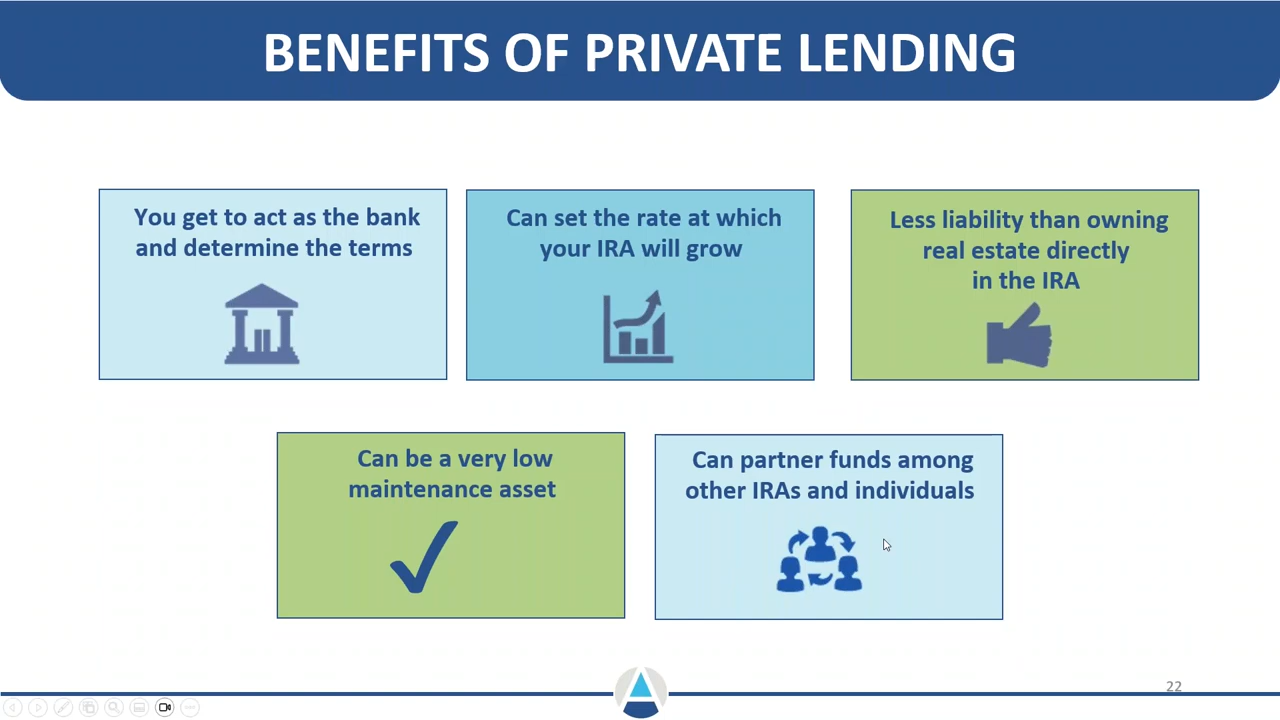 BENEFITS OF PRIVATE LENDING
You get to act as the bank
and determine the terms
Can set the rate at which
your IRA will grow
Less liability than owning
real estate directly
in the IRA
Can be a very low
maintenance asset
Can partner funds among
other IRAs and individuals
22